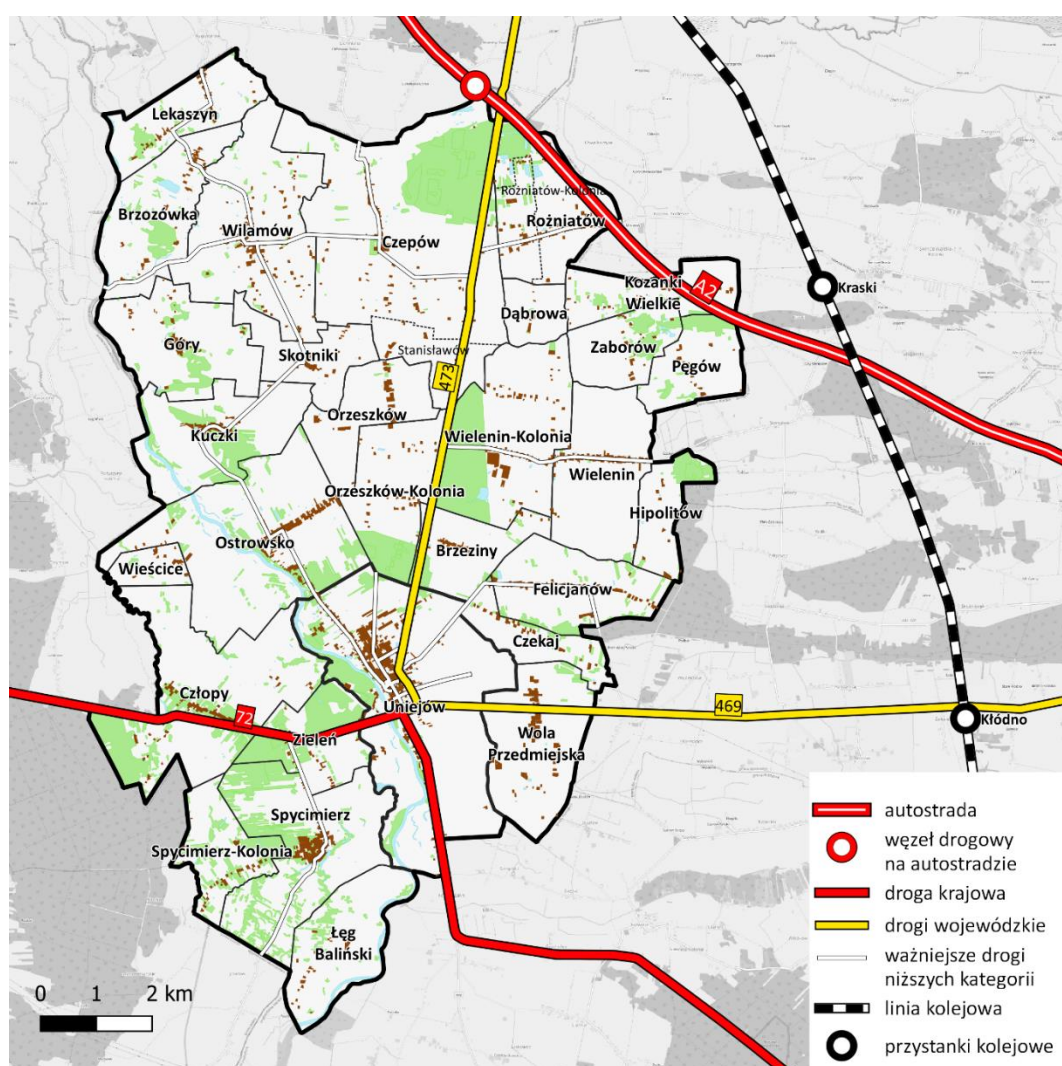 Lekaszyn
Brzozówka
Wilamów
Czepów
Rożniatów-Kolonia
Rożniatów
Kozanki
Wielkie
A2
Kraski
Dąbrowa
Góry
Skotniki
Stanisławów
473
Zaborów
Pęgów
Orzeszków
Kuczki
Wielenin-Kolonia
Wielenin
Orzeszków-Kolonia
Hipolitów
Ostrowsko
Brzeziny
Wieścice
Felicjanów
Czekaj
Człopy
72
Uniejów
469
Kłódno
Zieleń
Wola
Przedmiejska
Spycimierz
Spycimierz-Kolonia
Łęg
Baliński
0 1 2 km
autostrada
węzeł drogowy
na autostradzie
droga krajowa
drogi wojewódzkie
ważniejsze drogi
niższych kategorii
linia kolejowa
przystanki kolejowe